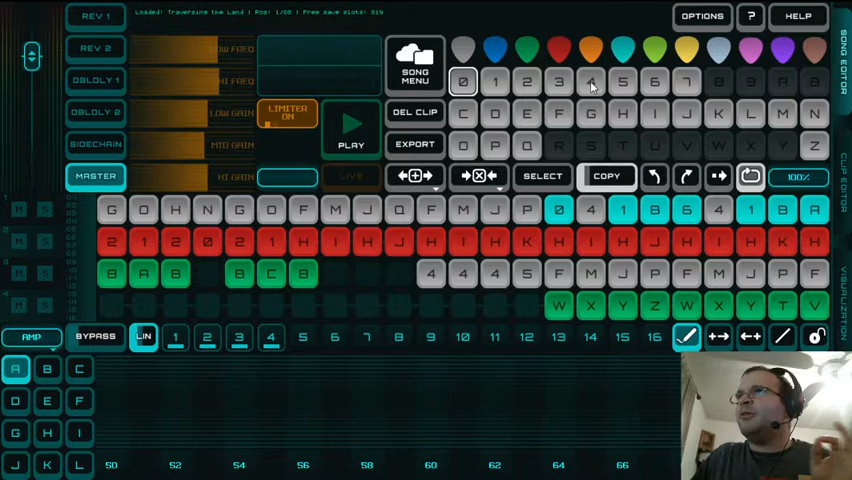 REV 1
Loaded: Traversing the Land | Pos: 1/88 | Free save slots: 819
OPTIONS
?
HELP
REV 2
LOW FREQ
SONG MENU
DBLDLY 1
HI FREQ
0 1 2 3 4 5 6 7 8 9 A B
DBLDLY 2
LOW GAIN
LIMITER ON
PLAY
DEL CLIP
C D E F G H I J K L M N
SIDECHAIN
MID GAIN
EXPORT
O P Q R S T U V W X Y Z
MASTER
HI GAIN
LIVE
SELECT
COPY
100%
SONG EDITOR
CLIP EDITOR
VISUALIZATION
1 M S
G O H N G O F M J Q J M J P 0 4 1 B 6 4 1 B A
2 M S
2 1 2 0 2 1 H I H J H I H J H I H J H I H K H
3 M S
B A B B C B 4 4 5 F M J P F M J P F
4 M S
W X Y Z W X Y T V
AMP
BYPASS
LIN
1 2 3 4 5 6 7 8 9 10 11 12 13 14 15 16
A B C
D E F
G H I
J K L
50 52 54 56 58 60 62 64 66